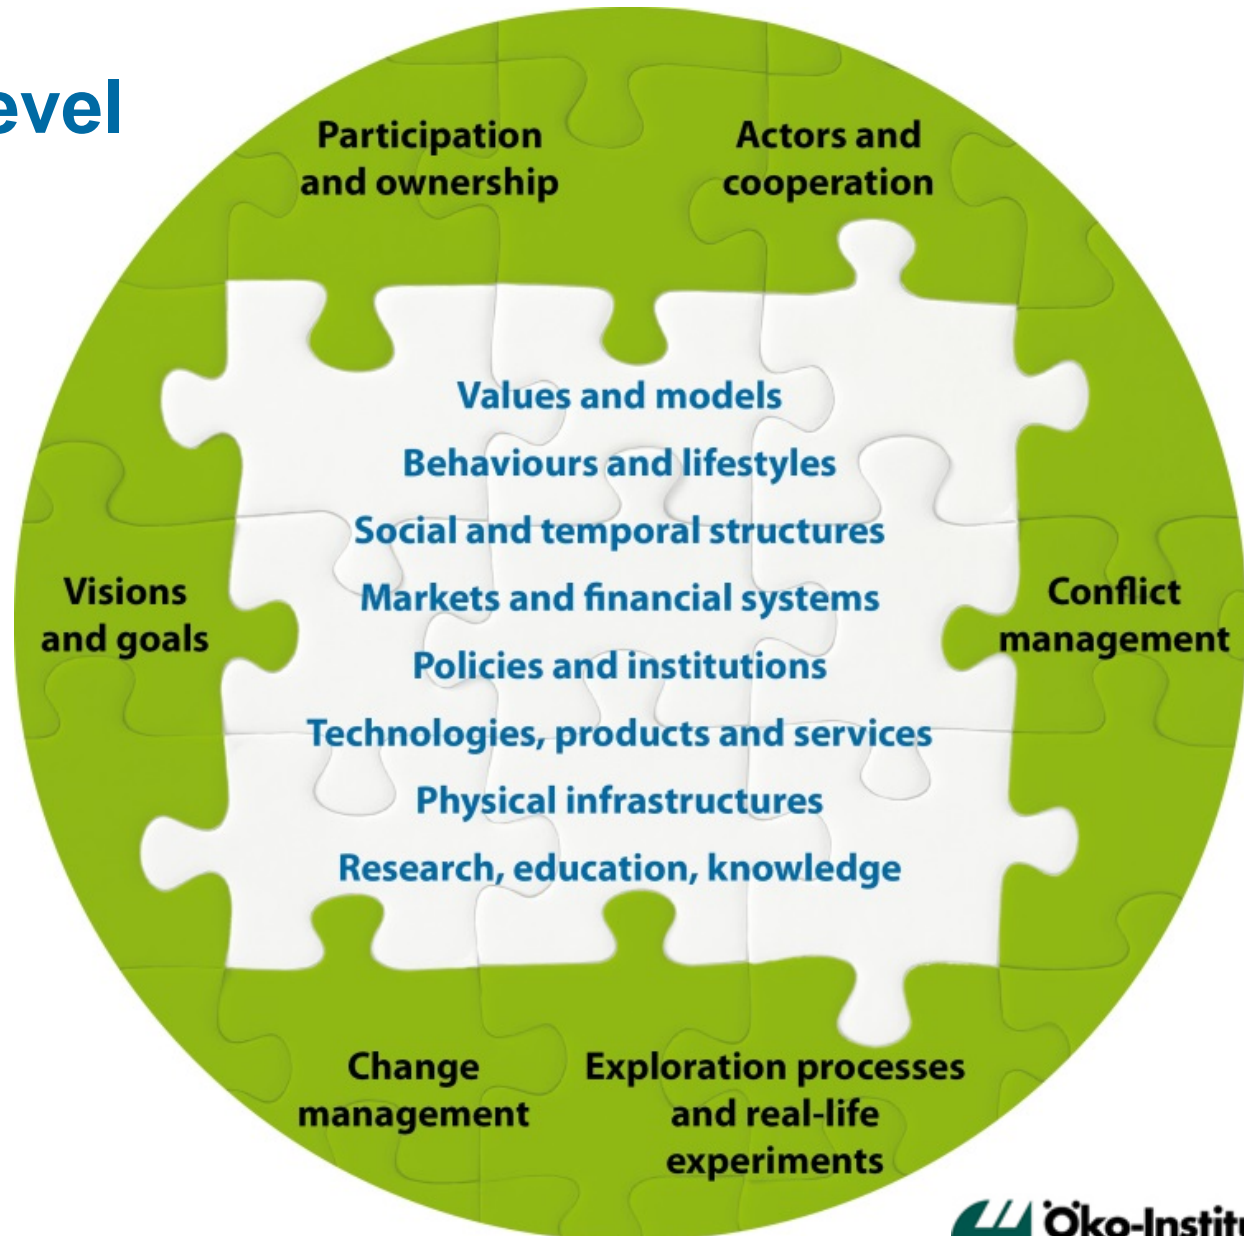 evel
Participation
and ownership
Actors and
cooperation
Values and models
Behaviours and lifestyles
Social and temporal structures
Markets and financial systems
Policies and institutions
Technologies, products and services
Physical infrastructures
Research, education, knowledge
Visions
and goals
Conflict
management
Change
management
Exploration processes
and real-life
experiments
Öko-Institu